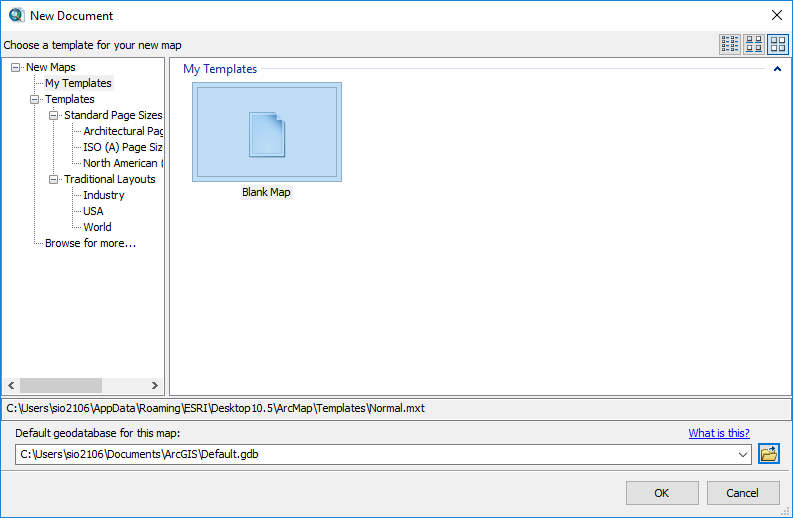 New Document
Choose a template for your new map
New Maps
My Templates
Templates
Standard Page Sizes
Architectural Pag
ISO (A) Page Siz
North American (
Traditional Layouts
Industry
USA
World
Browse for more...
My Templates
Blank Map
C:\Users\sio2106\AppData\Roaming\ESRI\Desktop10.5\ArcMap\Templates\Normal.mxt
Default geodatabase for this map:
What is this?
C:\Users\sio2106\Documents\ArcGIS\Default.gdb
OK
Cancel